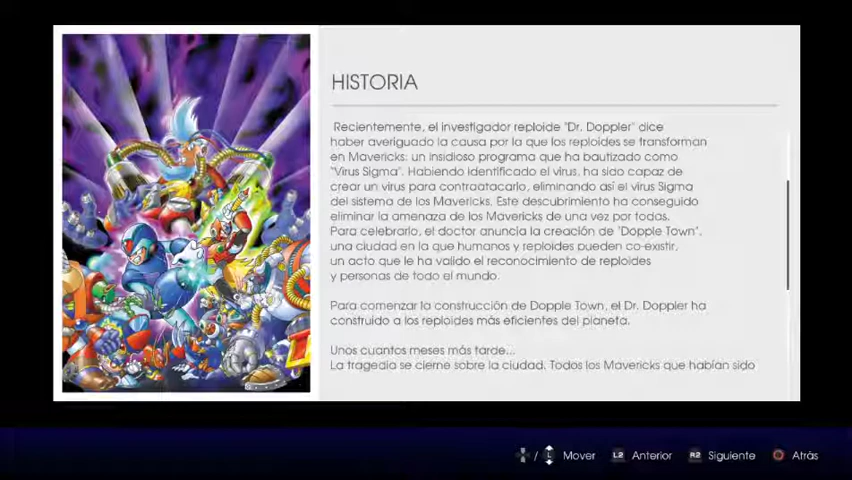 HISTORIA
Recientemente, el investigador reploide "Dr. Doppler" dice
haber averiguado la causa por la que los reploides se transforman
en Mavericks: un insidioso programa que ha bautizado como
"Virus Sigma". Habiendo identificado el virus, ha sido capaz de
crear un virus para contraatacarlo, eliminando así el virus Sigma
del sistema de los Mavericks. Este descubrimiento ha conseguido
eliminar la amenaza de los Mavericks de una vez por todas.
Para celebrarlo, el doctor anuncia la creación de "Dopple Town",
una ciudad en la que humanos y reploides pueden co-existir,
un acto que le ha valido el reconocimiento de reploides
y personas de todo el mundo.
Para comenzar la construcción de Dopple Town, el Dr. Doppler ha
construido a los reploides más eficientes del planeta.
Unos cuantos meses más tarde...
La tragedia se cierne sobre la ciudad. Todos los Mavericks que habían sido
/ L Mover L2 Anterior R2 Siguiente Atrás